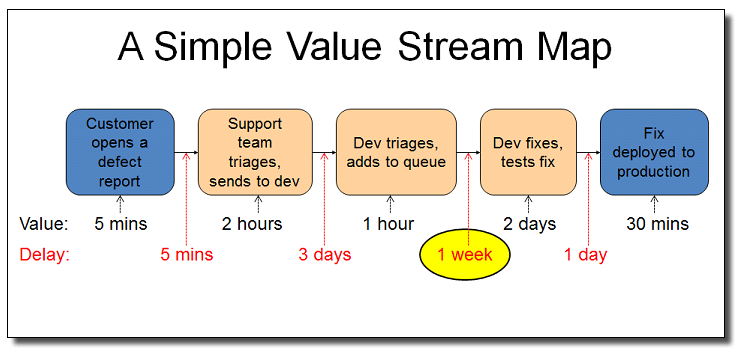 A Simple Value Stream Map
Customer
opens a
defect
report
Support
team
triages,
sends to dev
Dev triages,
adds to queue
Dev fixes,
tests fix
Fix
deployed to
production
Value: 5 mins 2 hours 1 hour 2 days 30 mins
Delay: 5 mins 3 days 1 week 1 day